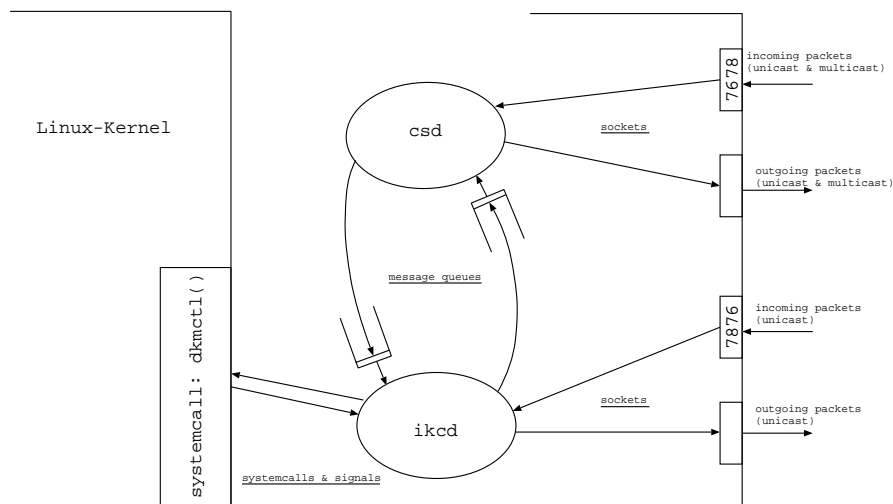 incoming packets
(unicast & multicast)
7678
Linux-Kernel
csd
sockets
outgoing packets
(unicast & multicast)
message queues
systemcall: dkmctl()
7876
incoming packets
(unicast)
sockets
outgoing packets
(unicast)
ikcd
systemcalls & signals